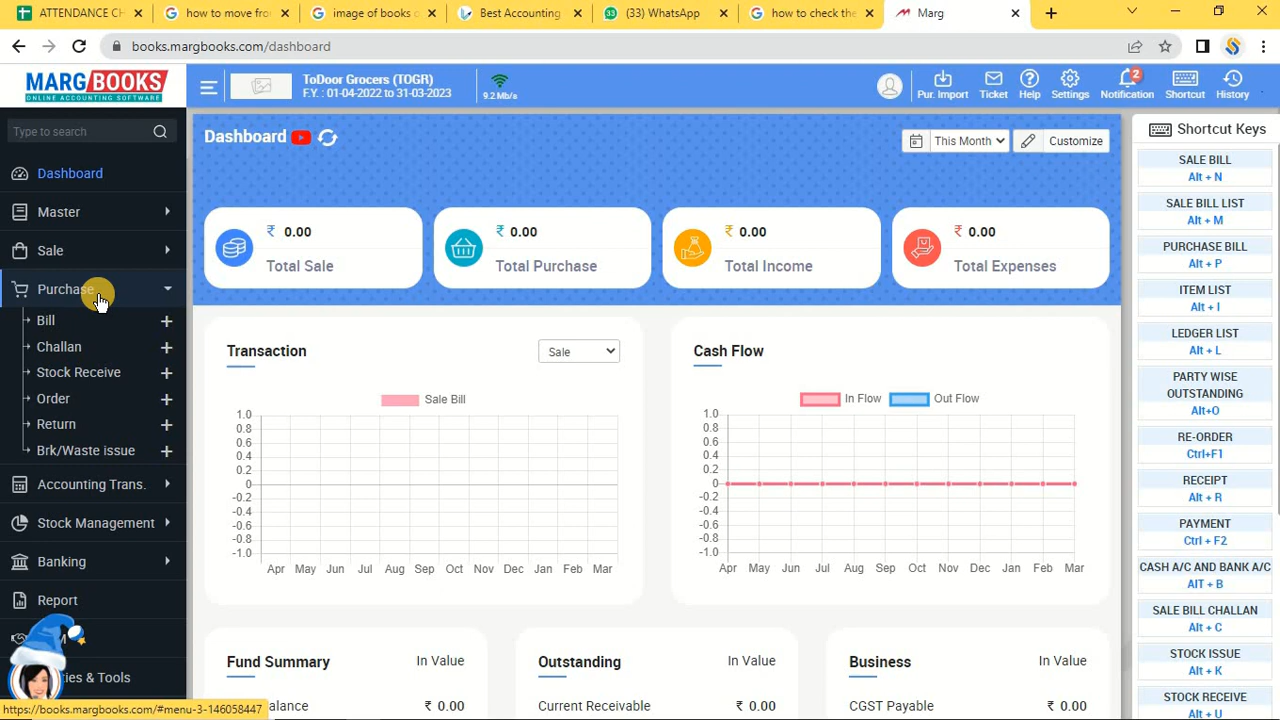 ATTENDANCE CH
how to move fro
image of books o
Best Accounting
(33) WhatsApp
how to check the
Marg
books.margbooks.com/dashboard
MARG BOOKS
ONLINE ACCOUNTING SOFTWARE
ToDoor Grocers (TOGR)
F.Y. : 01-04-2022 to 31-03-2023
9.2 Mb/s
Pur. Import
Ticket
Help
Settings
2
Notification
Shortcut
History
Type to search
Dashboard
Master
Sale
Purchase
Bill
Challan
Stock Receive
Order
Return
Brk/Waste issue
Accounting Trans.
Stock Management
Banking
Report
ies & Tools
https://books.margbooks.com/#menu-3-146058447
Dashboard
This Month
Customize
₹ 0.00
Total Sale
₹ 0.00
Total Purchase
₹ 0.00
Total Income
₹ 0.00
Total Expenses
Transaction
Sale
Sale Bill
1.0
0.8
0.6
0.4
0.2
0
-0.2
-0.4
-0.6
-0.8
-1.0
Apr May Jun Jul Aug Sep Oct Nov Dec Jan Feb Mar
Cash Flow
In Flow Out Flow
1.0
0.8
0.6
0.4
0.2
0
-0.2
-0.4
-0.6
-0.8
-1.0
Apr May Jun Jul Aug Sep Oct Nov Dec Jan Feb Mar
Fund Summary In Value
alance ₹ 0.00
Outstanding In Value
Current Receivable ₹ 0.00
Business In Value
CGST Payable ₹ 0.00
Shortcut Keys
SALE BILL
Alt + N
SALE BILL LIST
Alt + M
PURCHASE BILL
Alt + P
ITEM LIST
Alt + I
LEDGER LIST
Alt + L
PARTY WISE
OUTSTANDING
Alt+O
RE-ORDER
Ctrl+F1
RECEIPT
Alt + R
PAYMENT
Ctrl + F2
CASH A/C AND BANK A/C
AlT + B
SALE BILL CHALLAN
Alt + C
STOCK ISSUE
Alt + K
STOCK RECEIVE
Alt + U